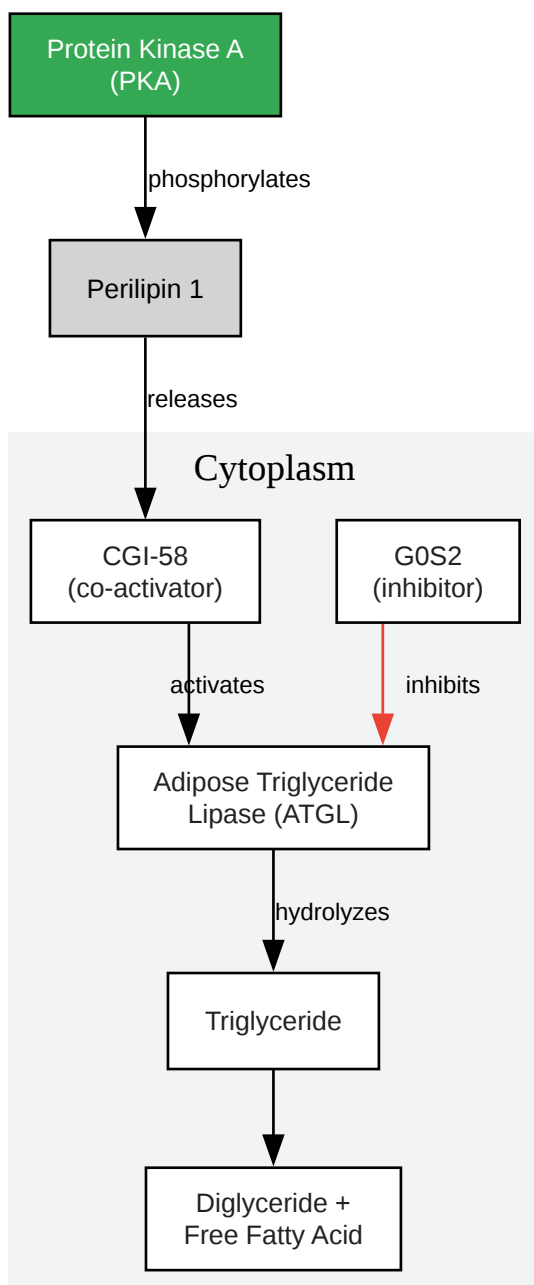 Protein Kinase A
(PKA)
phosphorylates
Perilipin 1
releases
Cytoplasm
CGI-58
(co-activator)
G0S2
(inhibitor)
activates
inhibits
Adipose Triglyceride
Lipase (ATGL)
hydrolyzes
Triglyceride
Diglyceride +
Free Fatty Acid